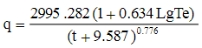 q = 2995 .282 (1 + 0.634 LgTe) / (t + 9.587)^0.776